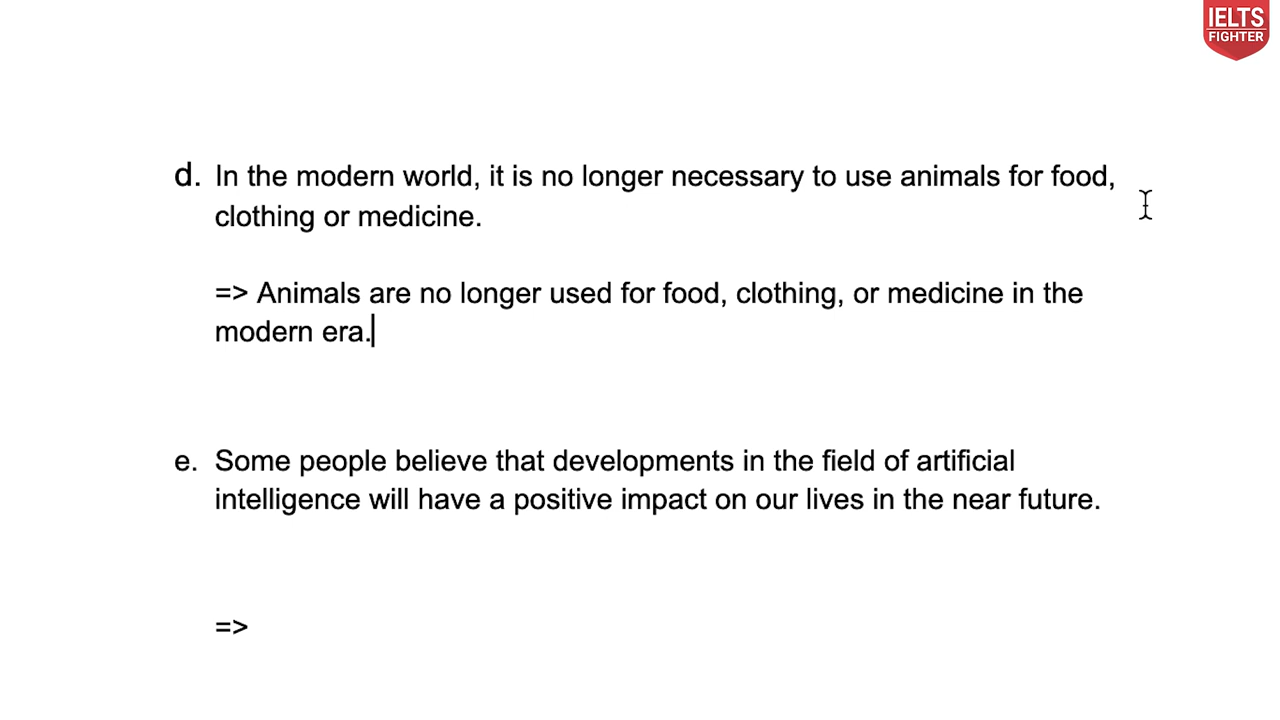 IELTS
FIGHTER
d. In the modern world, it is no longer necessary to use animals for food,
clothing or medicine.
=> Animals are no longer used for food, clothing, or medicine in the
modern era.
e. Some people believe that developments in the field of artificial
intelligence will have a positive impact on our lives in the near future.
=>